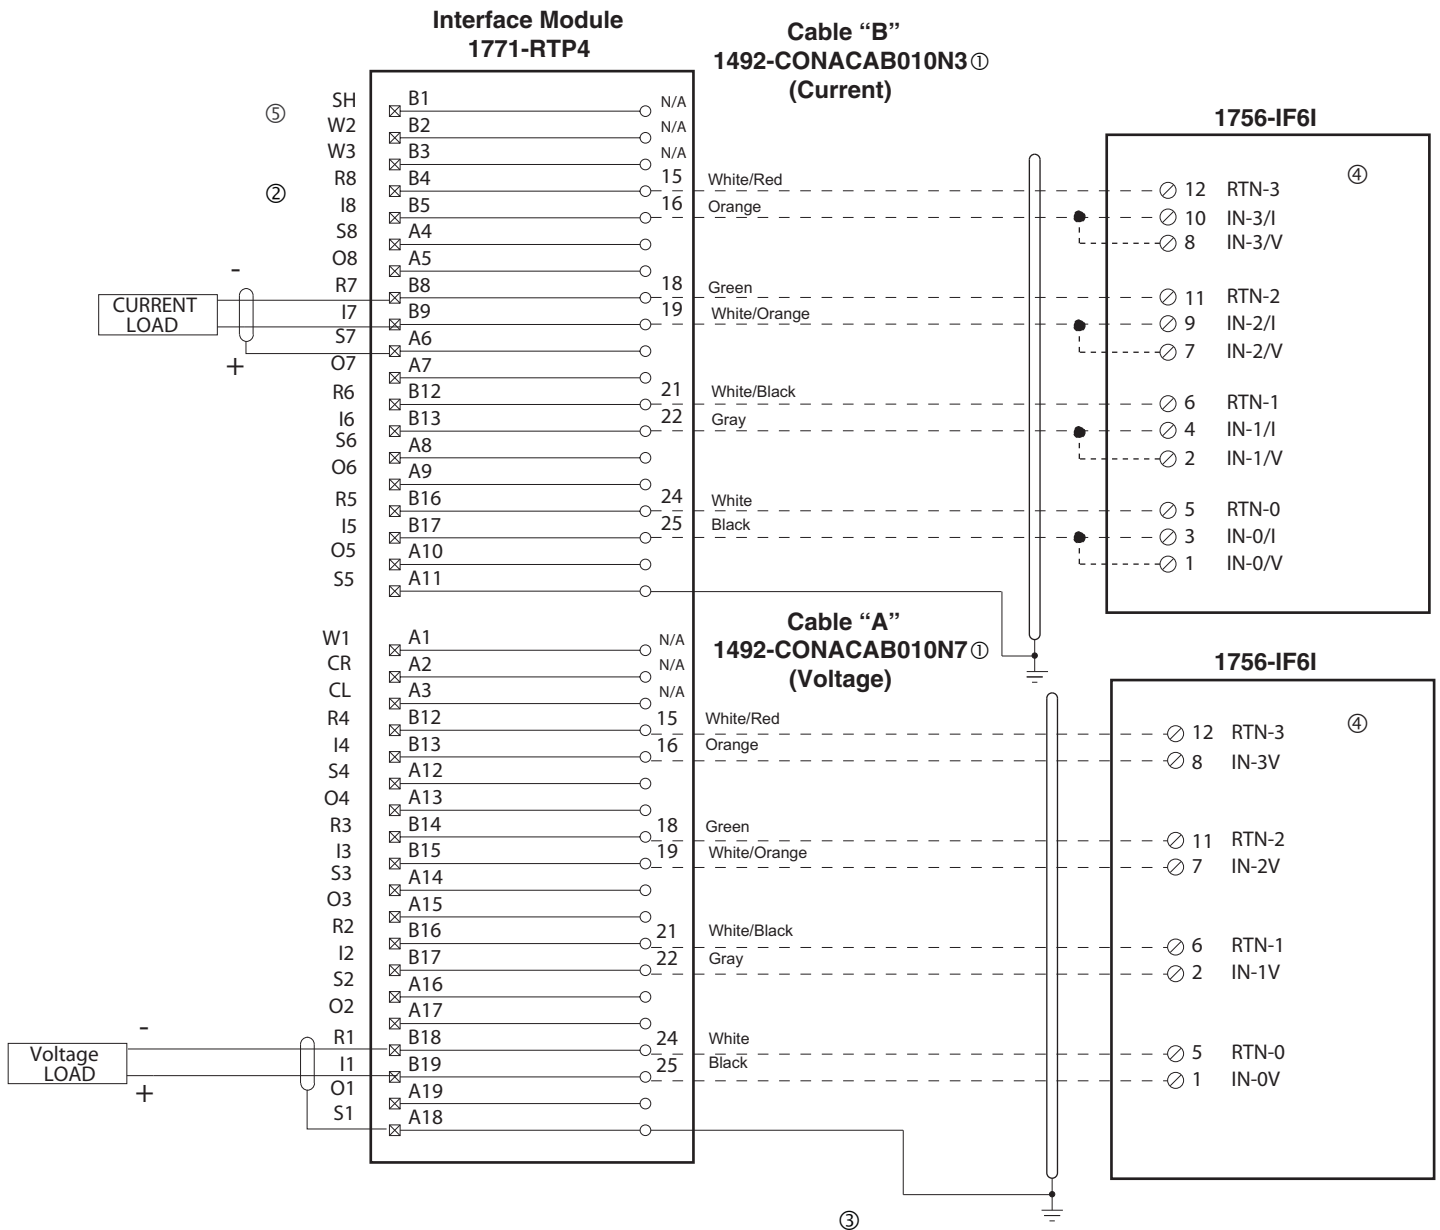 Interface Module
1771-RTP4
Cable “B”
1492-CONACAB010N3 ①
(Current)
1756-IF6I
⑤
②
④
SH B1 N/A
W2 B2 N/A
W3 B3 N/A
R8 B4 15 White/Red 12 RTN-3
I8 B5 16 Orange 10 IN-3/I
S8 A4 8 IN-3/V
O8 A5
-
R7 B8 18 Green 11 RTN-2
CURRENT
LOAD
I7 B9 19 White/Orange 9 IN-2/I
S7 A6 7 IN-2/V
+
O7 A7
R6 B12 21 White/Black 6 RTN-1
I6 B13 22 Gray 4 IN-1/I
S6 A8 2 IN-1/V
O6 A9
R5 B16 24 White 5 RTN-0
I5 B17 25 Black 3 IN-0/I
O5 A10 1 IN-0/V
S5 A11
Cable “A”
1492-CONACAB010N7 ①
(Voltage)
1756-IF6I
④
W1 A1 N/A
CR A2 N/A
CL A3 N/A
R4 B12 15 White/Red 12 RTN-3
I4 B13 16 Orange 8 IN-3V
S4 A12
O4 A13
R3 B14 18 Green 11 RTN-2
I3 B15 19 White/Orange 7 IN-2V
S3 A14
O3 A15
R2 B16 21 White/Black 6 RTN-1
I2 B17 22 Gray 2 IN-1V
S2 A16
O2 A17
-
R1 B18 24 White 5 RTN-0
Voltage
LOAD
I1 B19 25 Black 1 IN-0V
+
O1 A19
S1 A18
③